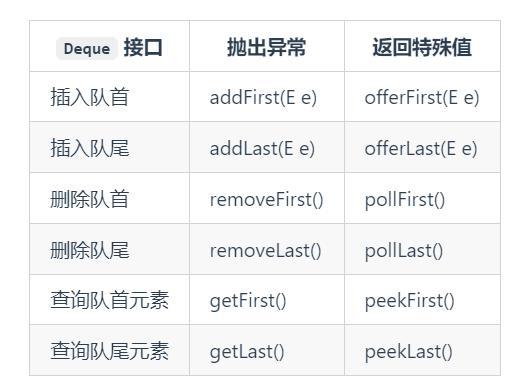 Deque 接口 抛出异常 返回特殊值
插入队首 addFirst(E e) offerFirst(E e)
插入队尾 addLast(E e) offerLast(E e)
删除队首 removeFirst() pollFirst()
删除队尾 removeLast() pollLast()
查询队首元素 getFirst() peekFirst()
查询队尾元素 getLast() peekLast()